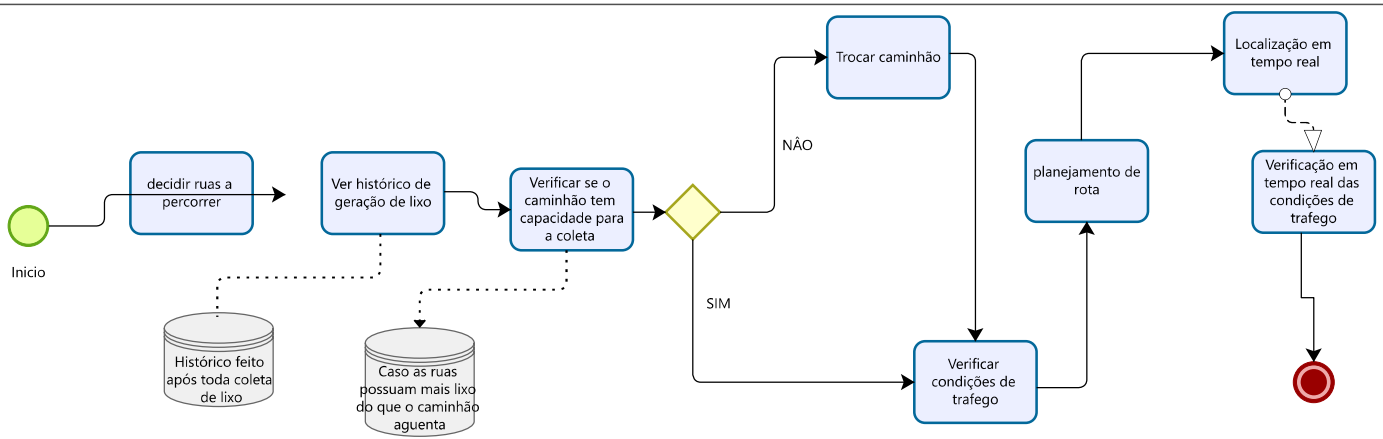 Inicio
decidir ruas a
percorrer
Ver histórico de
geração de lixo
Histórico feito
após toda coleta
de lixo
Verificar se o
caminhão tem
capacidade para
a coleta
Caso as ruas
possuam mais lixo
do que o caminhão
aguenta
NÂO
SIM
Trocar caminhão
Verificar
condições de
trafego
planejamento de
rota
Localização em
tempo real
Verificação em
tempo real das
condições de
trafego